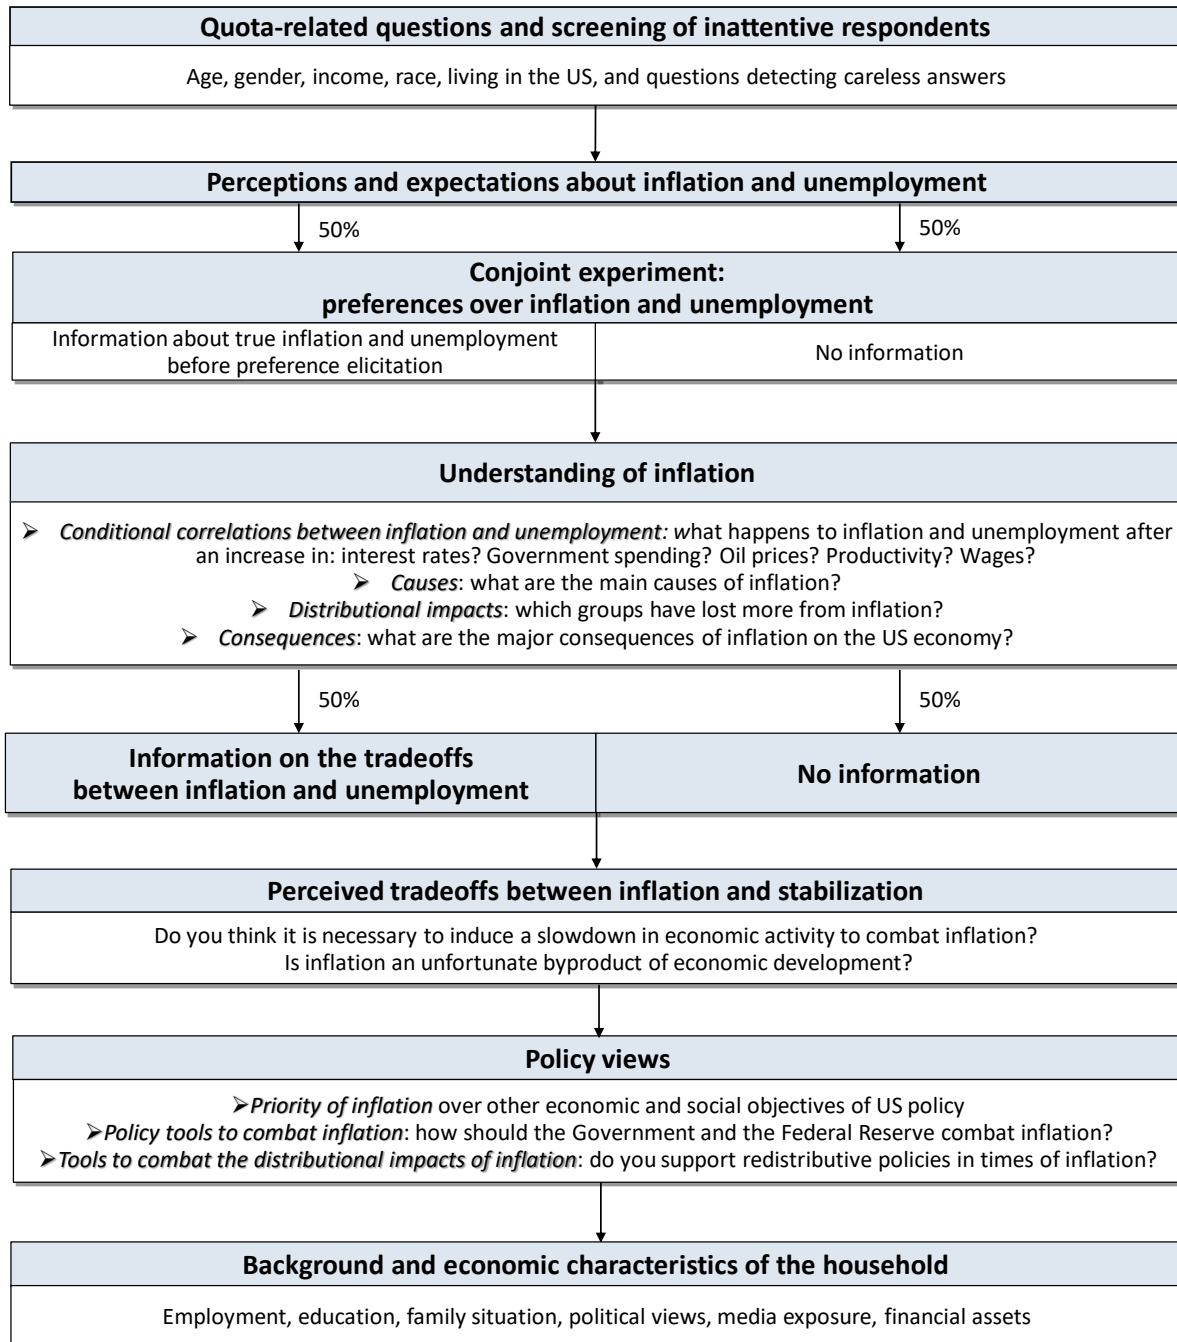 Quota-related questions and screening of inattentive respondents
Age, gender, income, race, living in the US, and questions detecting careless answers
Perceptions and expectations about inflation and unemployment
50%
50%
Conjoint experiment:
preferences over inflation and unemployment
Information about true inflation and unemployment
before preference elicitation
No information
Understanding of inflation
➢ Conditional correlations between inflation and unemployment: what happens to inflation and unemployment after
an increase in: interest rates? Government spending? Oil prices? Productivity? Wages?
➢ Causes: what are the main causes of inflation?
➢ Distributional impacts: which groups have lost more from inflation?
➢ Consequences: what are the major consequences of inflation on the US economy?
50%
50%
Information on the tradeoffs
between inflation and unemployment
No information
Perceived tradeoffs between inflation and stabilization
Do you think it is necessary to induce a slowdown in economic activity to combat inflation?
Is inflation an unfortunate byproduct of economic development?
Policy views
➢Priority of inflation over other economic and social objectives of US policy
➢Policy tools to combat inflation: how should the Government and the Federal Reserve combat inflation?
➢Tools to combat the distributional impacts of inflation: do you support redistributive policies in times of inflation?
Background and economic characteristics of the household
Employment, education, family situation, political views, media exposure, financial assets